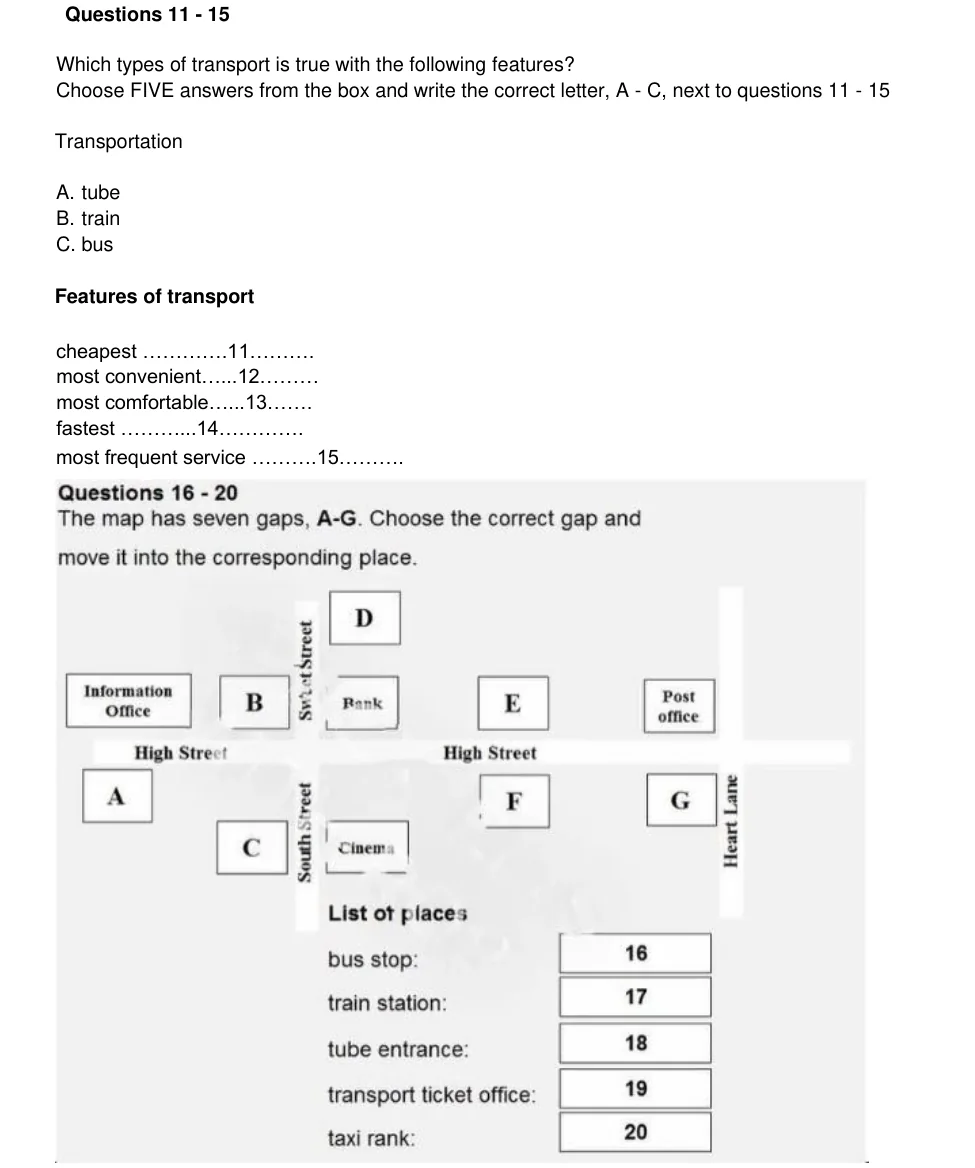 Questions 11 - 15
Which types of transport is true with the following features?
Choose FIVE answers from the box and write the correct letter, A - C, next to questions 11 - 15
Transportation
A. tube
B. train
C. bus
Features of transport
cheapest ………….11……….
most convenient…...12………
most comfortable…...13…….
fastest ………...14………….
most frequent service ……….15……….
Questions 16 - 20
The map has seven gaps, A-G. Choose the correct gap and
move it into the corresponding place.
D
Street
Information
Office
B
Bank
E
Post
office
High Street
High Street
A
F
G
South Street
Heart Lane
C
Cinema
List of places
bus stop:
16
train station:
17
tube entrance:
18
transport ticket office:
19
taxi rank:
20